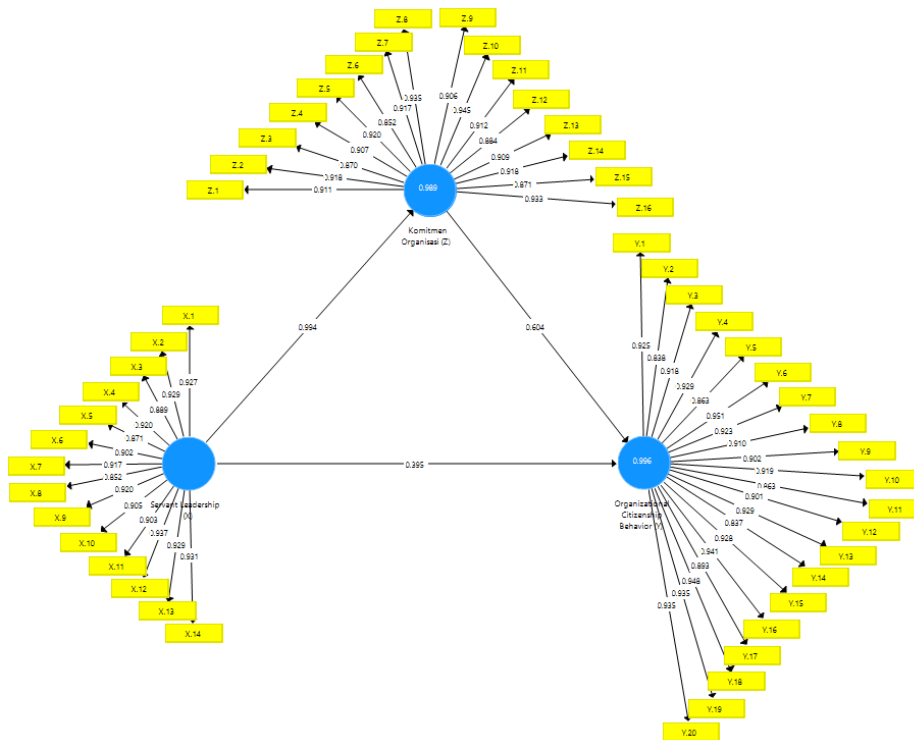 Z.8
Z.9
Z.7
Z.10
Z.6
Z.11
Z.5
Z.12
Z.4
Z.13
Z.3
Z.14
Z.2
Z.15
Z.1
Z.16
0.935
0.906
0.917
0.945
0.852
0.912
0.920
0.884
0.907
0.909
0.870
0.918
0.918
0.871
0.911
0.933
0.989
Komitmen
Organisasi (Z)
0.994
0.604
0.395
X.1
X.2
X.3
X.4
X.5
X.6
X.7
X.8
X.9
X.10
X.11
X.12
X.13
X.14
0.927
0.929
0.889
0.920
0.871
0.902
0.917
0.852
0.920
0.905
0.903
0.937
0.929
0.931
Servant Leadership
(X)
Y.1
Y.2
Y.3
Y.4
Y.5
Y.6
Y.7
Y.8
Y.9
Y.10
Y.11
Y.12
Y.13
Y.14
Y.15
Y.16
Y.17
Y.18
Y.19
Y.20
0.925
0.838
0.918
0.929
0.863
0.951
0.923
0.910
0.902
0.919
0.863
0.901
0.929
0.837
0.928
0.941
0.893
0.948
0.935
0.935
0.996
Organizational
Citizenship
Behavior (Y)